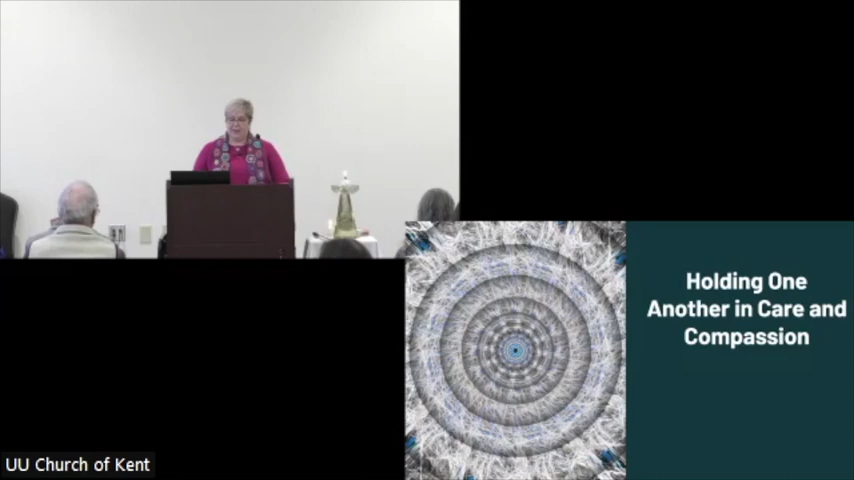 Holding One
Another in Care and
Compassion
UU Church of Kent